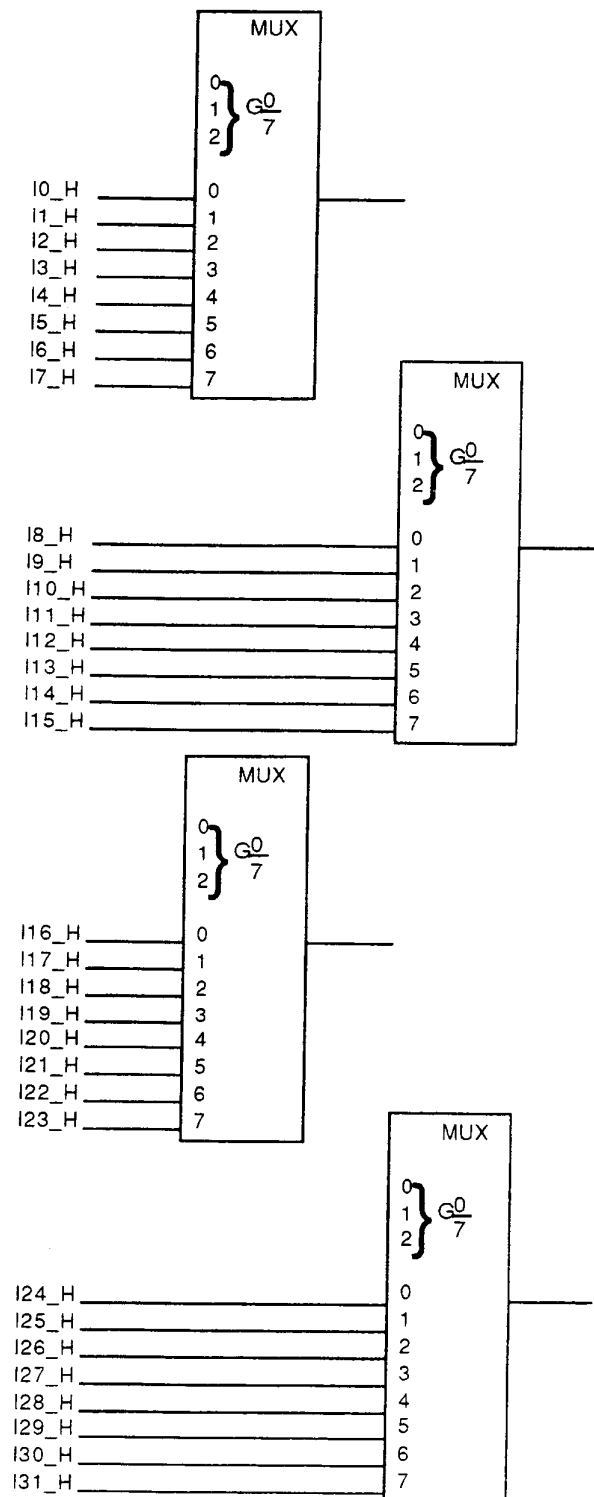 MUX
0
1 G0
2 7
I0_H 0
I1_H 1
I2_H 2
I3_H 3
I4_H 4
I5_H 5
I6_H 6
I7_H 7
MUX
0
1 G0
2 7
I8_H 0
I9_H 1
I10_H 2
I11_H 3
I12_H 4
I13_H 5
I14_H 6
I15_H 7
MUX
0
1 G0
2 7
I16_H 0
I17_H 1
I18_H 2
I19_H 3
I20_H 4
I21_H 5
I22_H 6
I23_H 7
MUX
0
1 G0
2 7
I24_H 0
I25_H 1
I26_H 2
I27_H 3
I28_H 4
I29_H 5
I30_H 6
I31_H 7